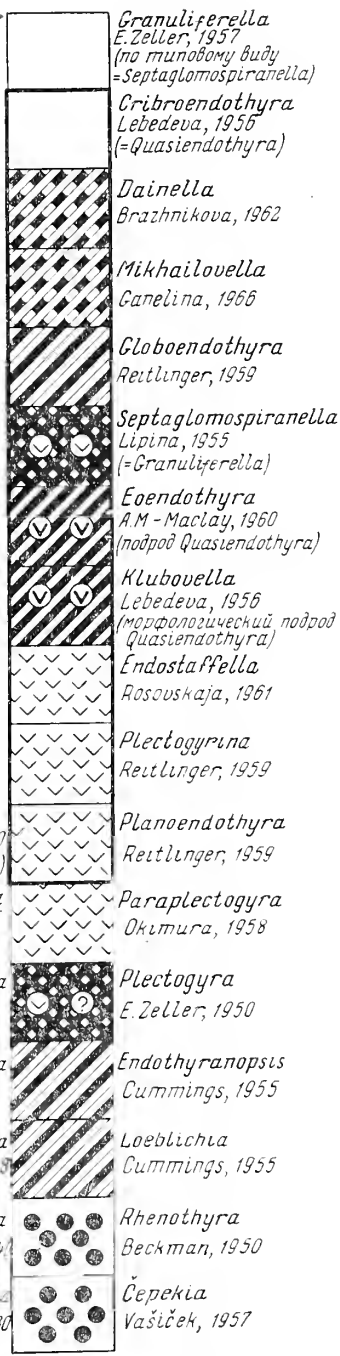 Granuliferella
E. Zeller, 1957
(по типовому виду
=Septaglomospiranella)
Cribroendothyra
Lebedeva, 1956
(=Quasiendothyra)
Dainella
Brazhnikova, 1962
Mikhailovella
Ganelina, 1966
Globoendothyra
Reitlinger, 1959
Septaglomospiranella
Lipina, 1955
(=Granuliferella)
Eoendothyra
A.M-Maclay, 1960
(подрод Quasiendothyra)
Klubovella
Lebedeva, 1956
(морфологический подрод
Quasiendothyra)
Endostaffella
Rosovskaja, 1961
Plectogyrina
Reitlinger, 1959
Planoendothyra
Reitlinger, 1959
Paraplectogyra
Okimura, 1958
Plectogyra
?
E. Zeller, 1950
Endothyranopsis
Cummings, 1955
Loeblichia
Cummings, 1955
Rhenothyra
Beckman, 1950
Čepekia
Vašiček, 1957